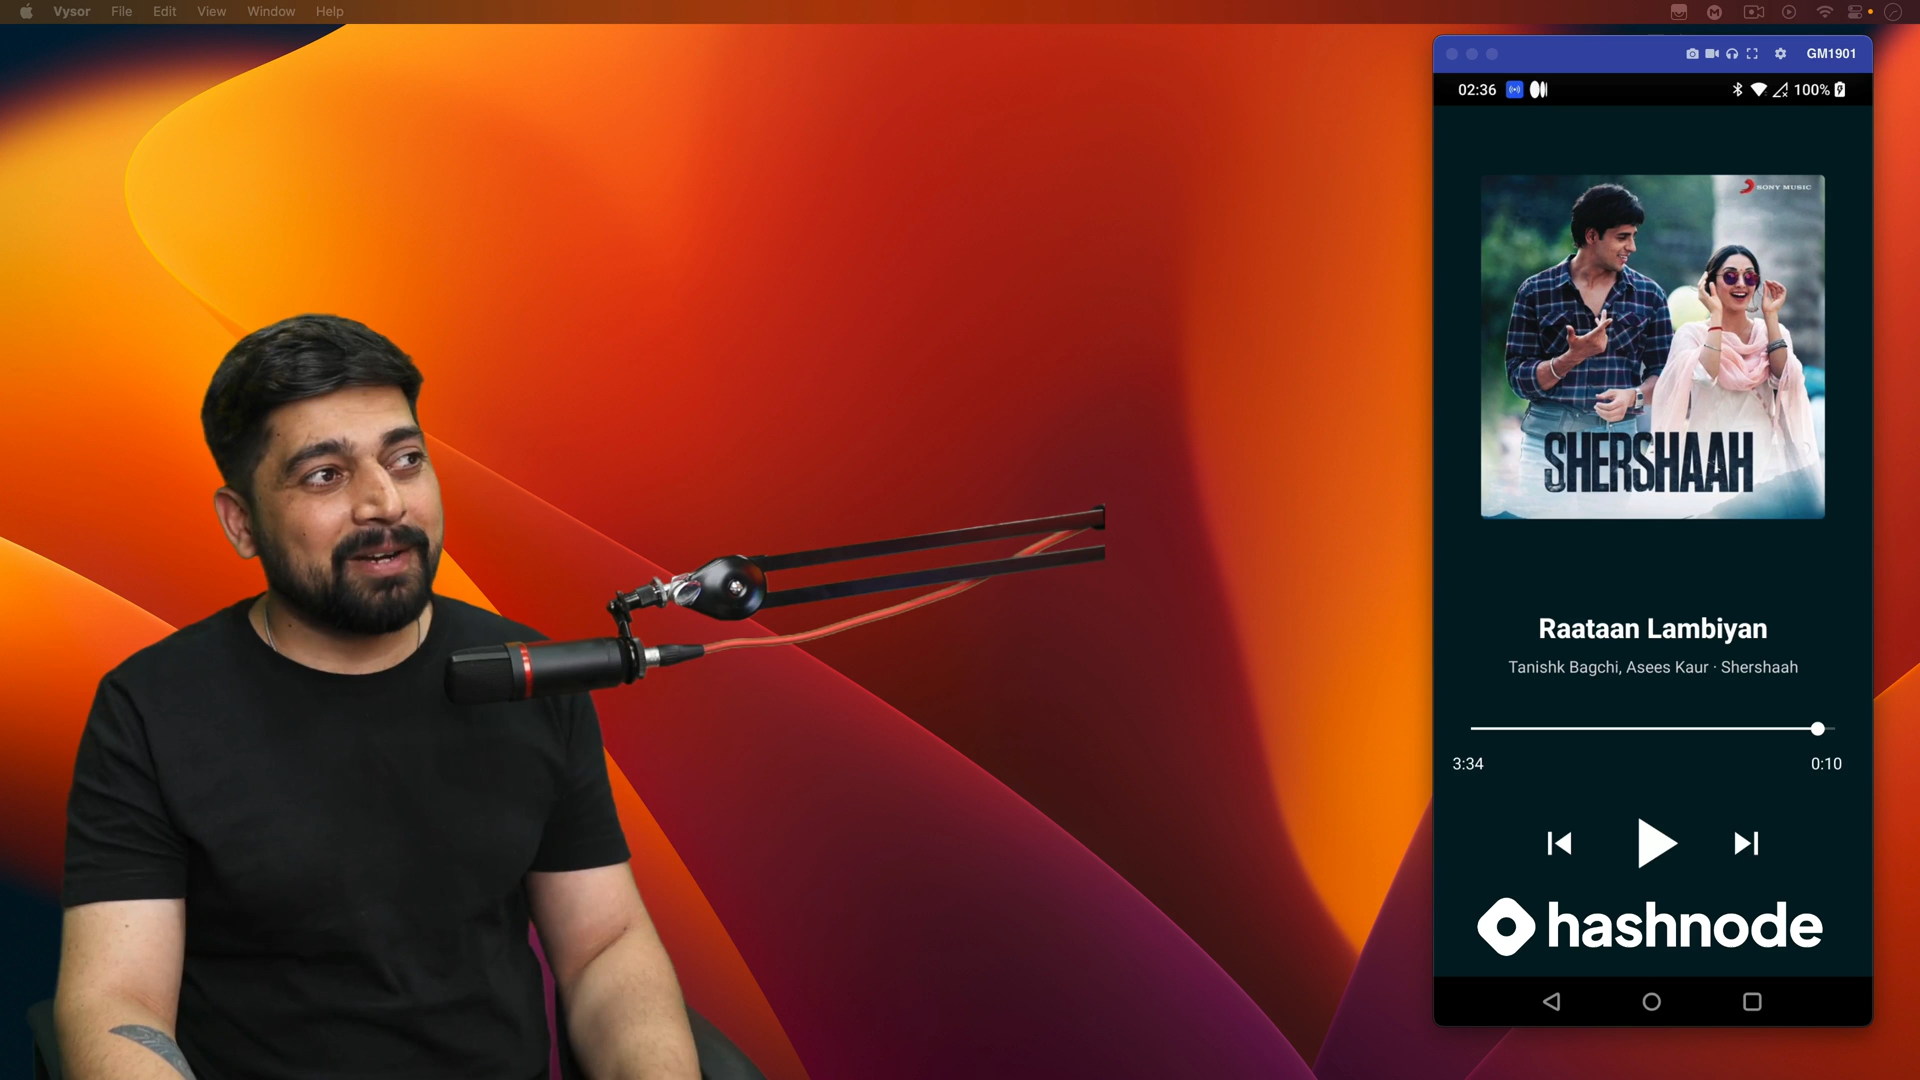 Vysor File Edit View Window Help
GM1901
02:36 100%
SONY MUSIC
SHERSHAAH
Raataan Lambiyan
Tanishk Bagchi, Asees Kaur · Shershaah
3:34 0:10
hashnode